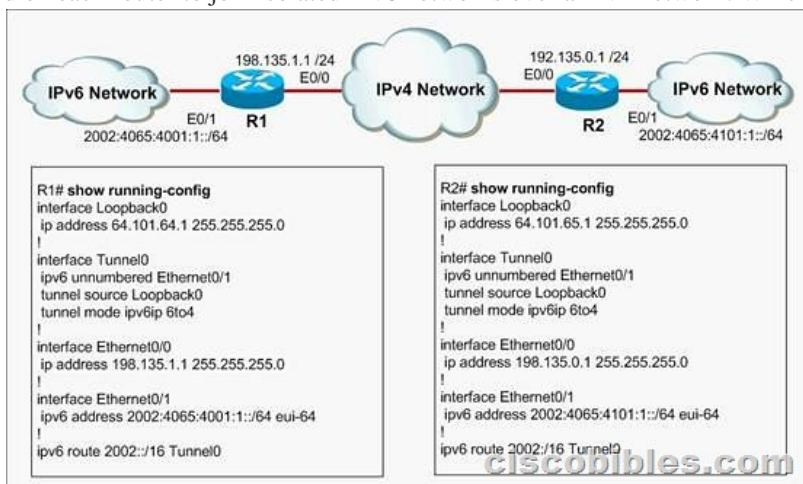 198.135.1.1 /24
E0/0
192.135.0.1 /24
E0/0
IPv6 Network
IPv4 Network
IPv6 Network
E0/1
R1
R2
E0/1
2002:4065:4001:1::/64
2002:4065:4101:1::/64
R1# show running-config
interface Loopback0
ip address 64.101.64.1 255.255.255.0
!
interface Tunnel0
ipv6 unnumbered Ethernet0/1
tunnel source Loopback0
tunnel mode ipv6ip 6to4
!
interface Ethernet0/0
ip address 198.135.1.1 255.255.255.0
!
interface Ethernet0/1
ipv6 address 2002:4065:4001:1::/64 eui-64
!
ipv6 route 2002::/16 Tunnel0
R2# show running-config
interface Loopback0
ip address 64.101.65.1 255.255.255.0
!
interface Tunnel0
ipv6 unnumbered Ethernet0/1
tunnel source Loopback0
tunnel mode ipv6ip 6to4
!
interface Ethernet0/0
ip address 198.135.0.1 255.255.255.0
!
interface Ethernet0/1
ipv6 address 2002:4065:4101:1::/64 eui-64
!
ipv6 route 2002:/16 Tunnel0
ciscobibles.com